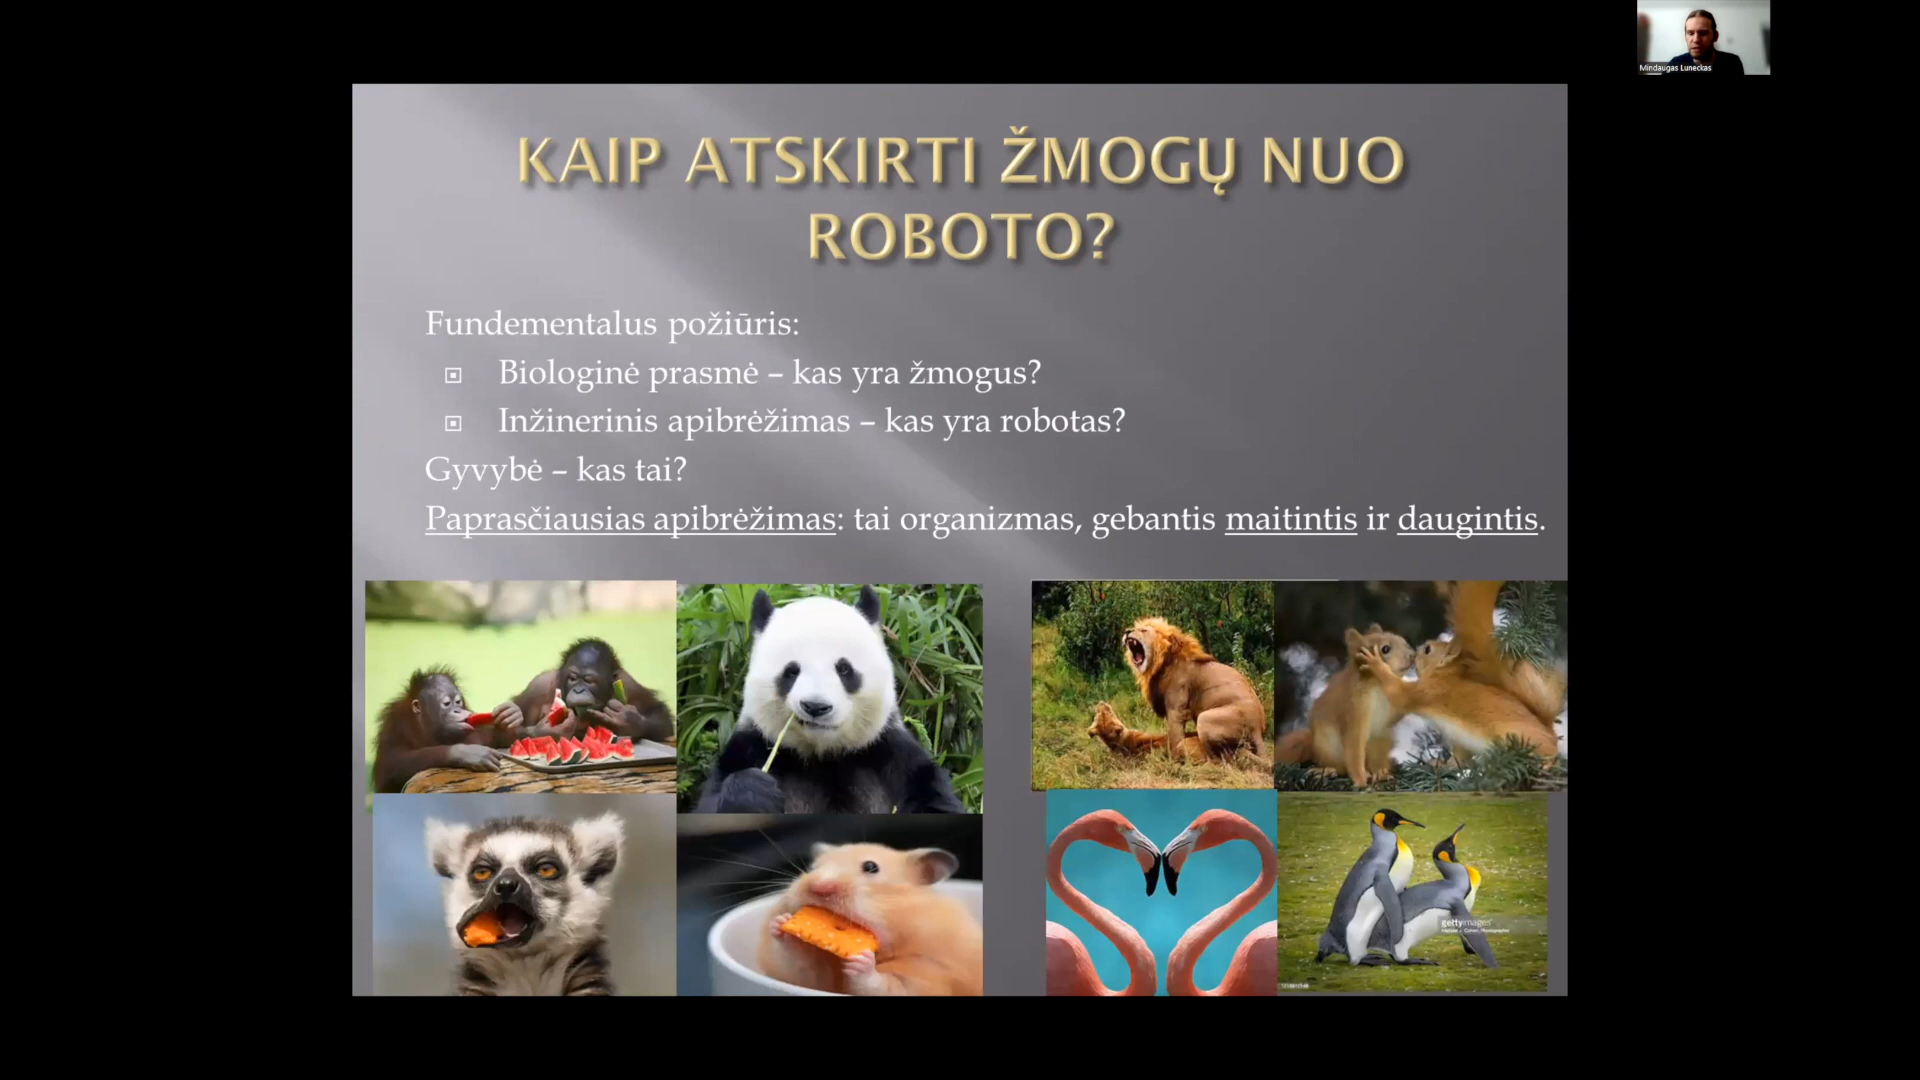 Mindaugas Luneckas
KAIP ATSKIRTI ŽMOGŲ NUO
ROBOTO?
Fundementalus požiūris:
Biologinė prasmė – kas yra žmogus?
Inžinerinis apibrėžimas – kas yra robotas?
Gyvybė – kas tai?
Paprasčiausias apibrėžimas: tai organizmas, gebantis maitintis ir daugintis.
gettyimages